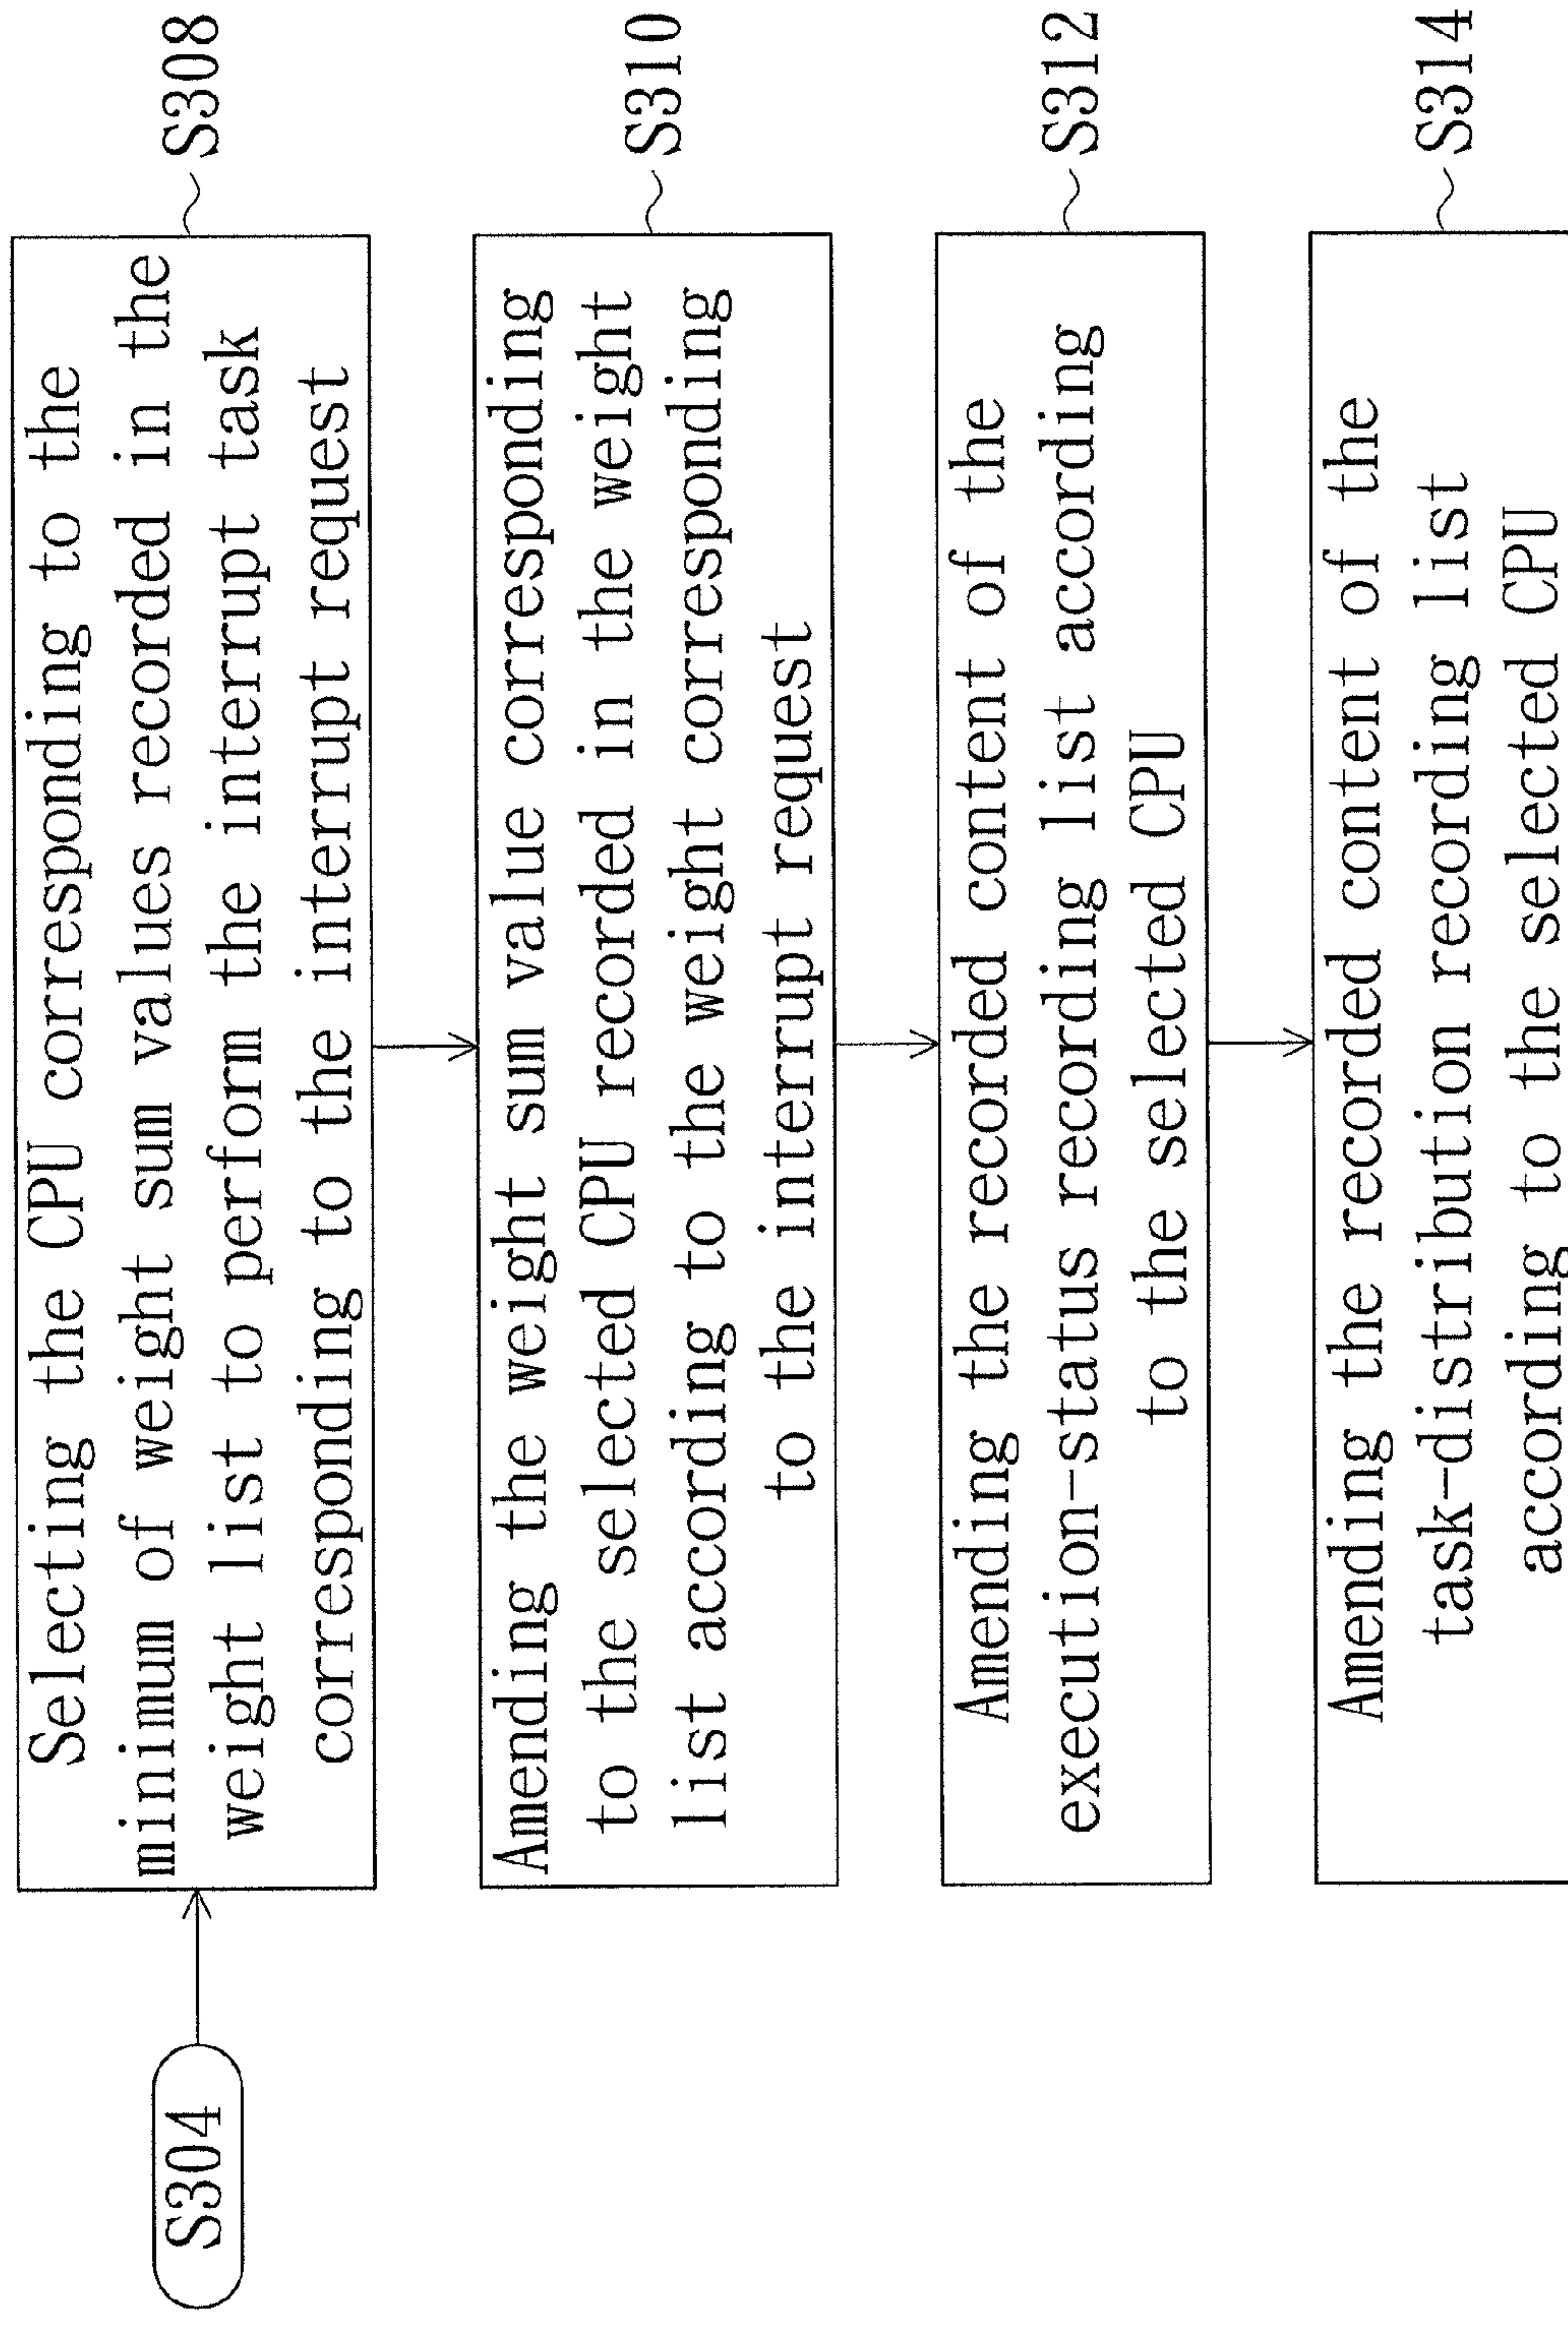 S304
Selecting the CPU corresponding to the
minimum of weight sum values recorded in the
weight list to perform the interrupt task
corresponding to the interrupt request
S308
Amending the weight sum value corresponding
to the selected CPU recorded in the weight
list according to the weight corresponding
to the interrupt request
S310
Amending the recorded content of the
execution-status recording list according
to the selected CPU
S312
Amending the recorded content of the
task-distribution recording list
according to the selected CPU
S314